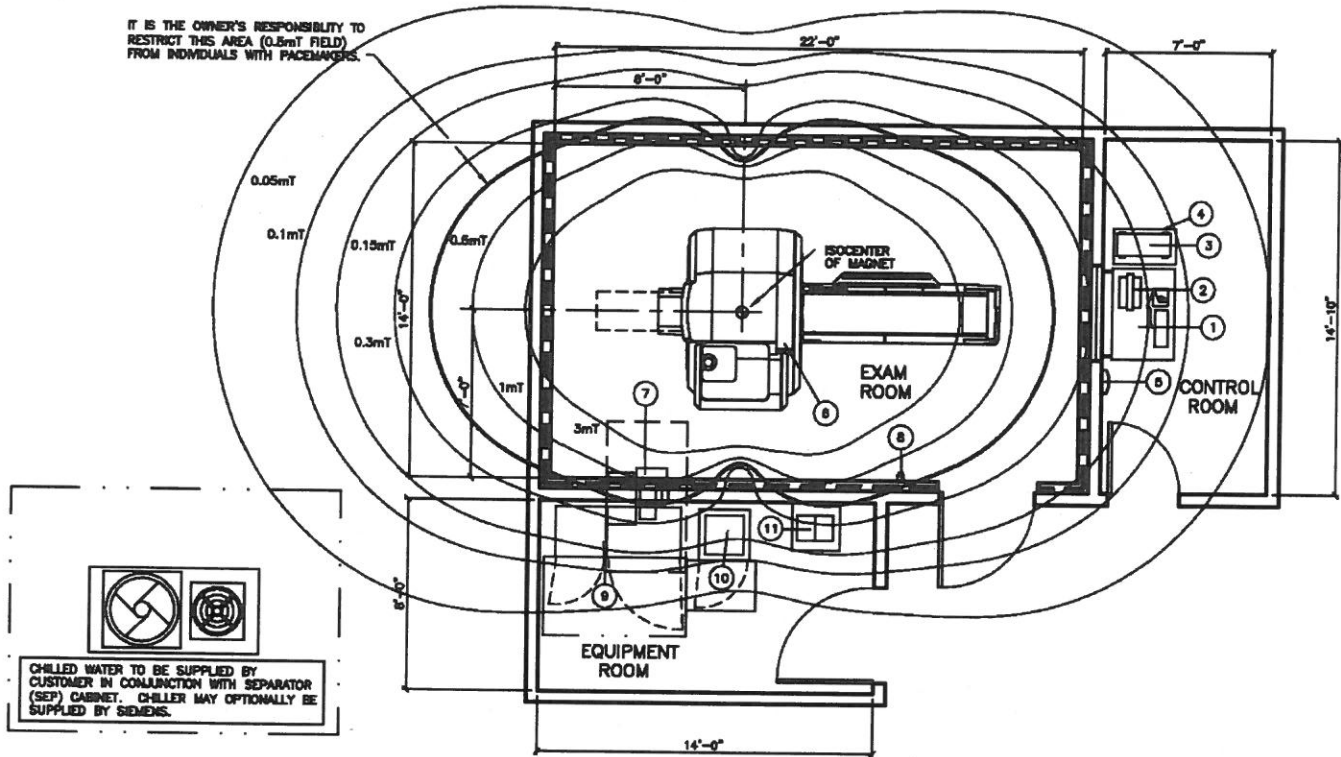 IT IS THE OWNER'S RESPONSIBILITY TO
RESTRICT THIS AREA (0.5mT FIELD)
FROM INDIVIDUALS WITH PACEMAKERS.
22'-0"
7'-0"
8'-0"
0.05mT
0.1mT
0.15mT
0.5mT
0.3mT
1mT
3mT
14'-0"
7'-0"
ISOCENTER
OF MAGNET
EXAM
ROOM
4
3
2
1
5
CONTROL
ROOM
14'-10"
6
7
8
11
10
9
8'-0"
EQUIPMENT
ROOM
14'-0"
CHILLED WATER TO BE SUPPLIED BY
CUSTOMER IN CONJUNCTION WITH SEPARATOR
(SEP) CABINET. CHILLER MAY OPTIONALLY BE
SUPPLIED BY SIEMENS.